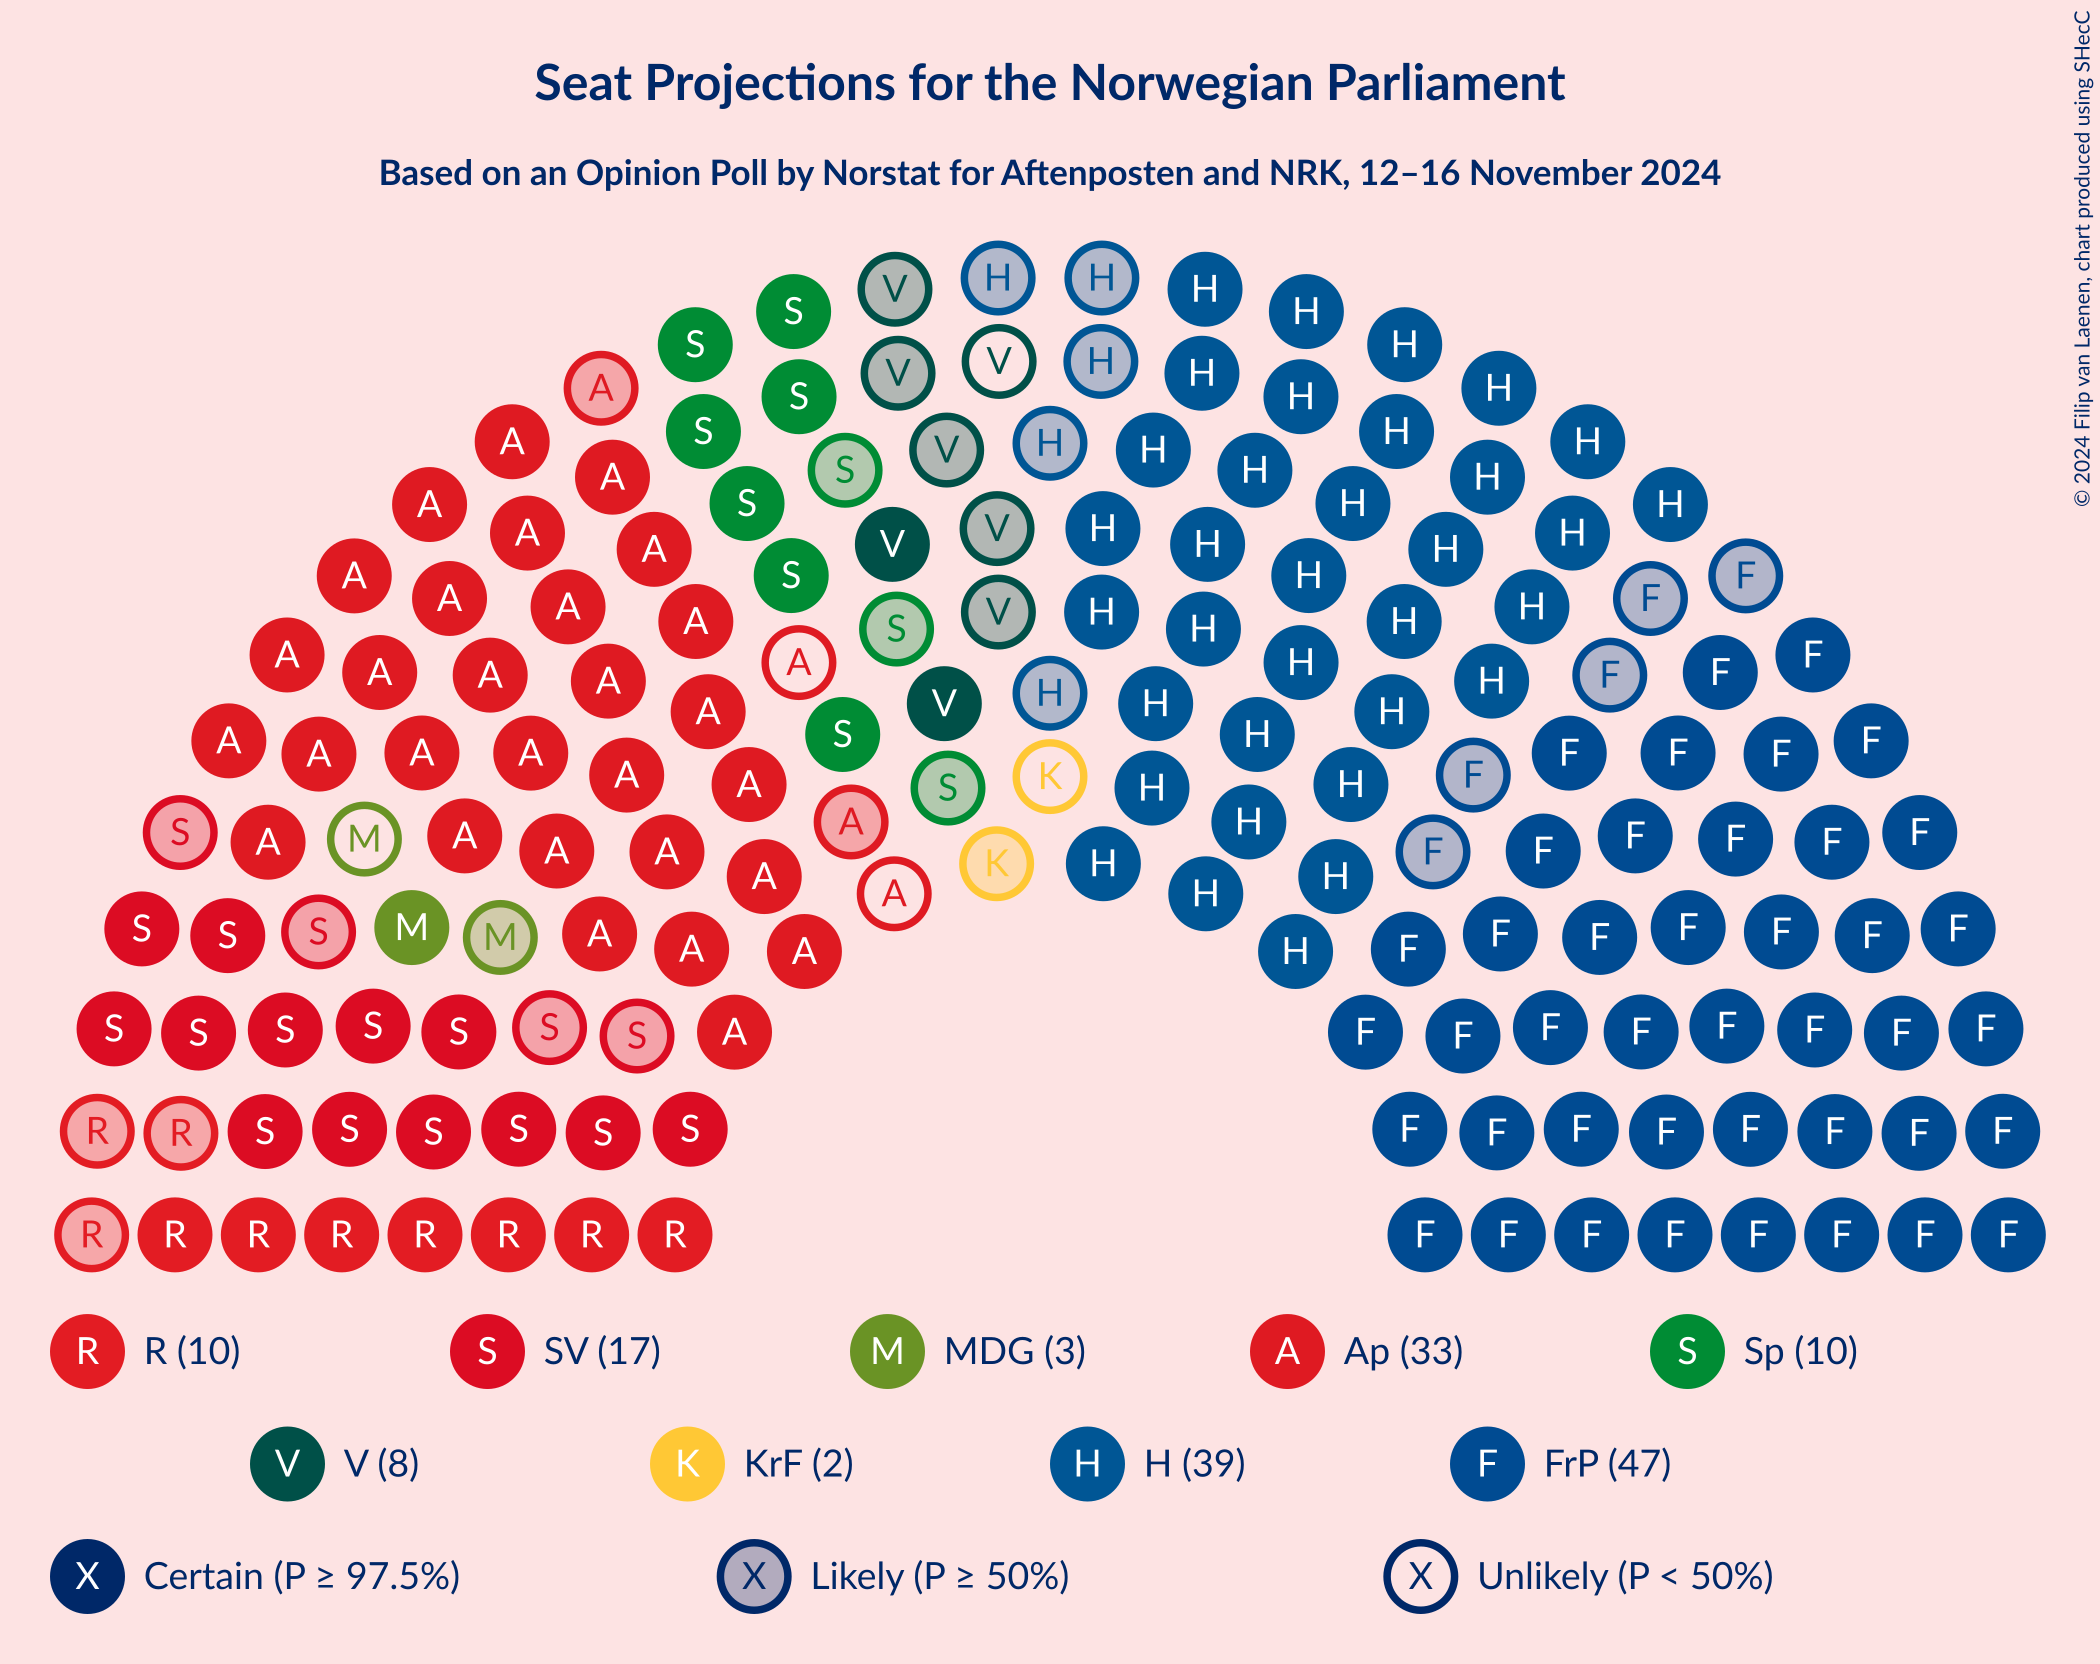 © 2024 Filip van Laenen, chart produced using SHecC
Seat Projections for the Norwegian Parliament
Based on an Opinion Poll by Norstat for Aftenposten and NRK, 12–16 November 2024
V H H H
S H
S V H H
A S V H H H
A S V H H H H
A S H H
A S H H
A A V V H H H H
A S H F
A A A S V H H H H F
A A A A A H H F F F
A V H H H
A A A A S H F F F F
A A S K H H F
S A M A A A A H F F F F F F
A A K H H H
S S S M M A A A H F F F F F F F
S S S S S S S A F F F F F F F F
R R S S S S S S F F F F F F F F
R R R R R R R R F F F F F F F F
R R (10) S SV (17) M MDG (3) A Ap (33) S Sp (10)
V V (8) K KrF (2) H H (39) F FrP (47)
X Certain (P ≥ 97.5%) X Likely (P ≥ 50%) X Unlikely (P < 50%)